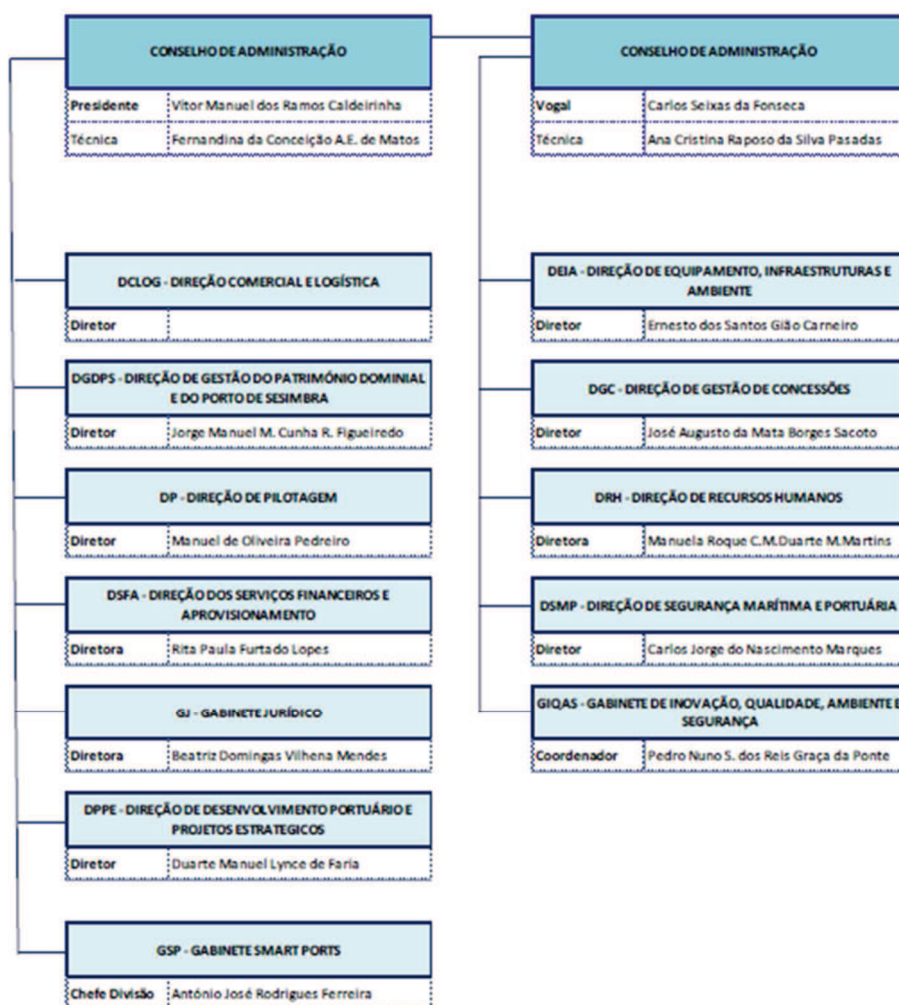 CONSELHO DE ADMINISTRAÇÃO
Presidente Vítor Manuel dos Ramos Caldeirinha
Técnica Fernandina da Conceição A.E. de Matos
DCLOG - DIREÇÃO COMERCIAL E LOGÍSTICA
Diretor
DGDPS - DIREÇÃO DE GESTÃO DO PATRIMÓNIO DOMINIAL
E DO PORTO DE SESIMBRA
Diretor Jorge Manuel M. Cunha R. Figueiredo
DP - DIREÇÃO DE PILOTAGEM
Diretor Manuel de Oliveira Pedreiro
DSFA - DIREÇÃO DOS SERVIÇOS FINANCEIROS E
APROVISIONAMENTO
Diretora Rita Paula Furtado Lopes
GJ - GABINETE JURÍDICO
Diretora Beatriz Domingas Vilhena Mendes
DPPE - DIREÇÃO DE DESENVOLVIMENTO PORTUÁRIO E
PROJETOS ESTRATEGICOS
Diretor Duarte Manuel Lynce de Faria
GSP - GABINETE SMART PORTS
Chefe Divisão António José Rodrigues Ferreira
CONSELHO DE ADMINISTRAÇÃO
Vogal Carlos Seixas da Fonseca
Técnica Ana Cristina Raposo da Silva Pasadas
DEIA - DIREÇÃO DE EQUIPAMENTO, INFRAESTRUTURAS E
AMBIENTE
Diretor Ernesto dos Santos Gião Carneiro
DGC - DIREÇÃO DE GESTÃO DE CONCESSÕES
Diretor José Augusto da Mata Borges Sacoto
DRH - DIREÇÃO DE RECURSOS HUMANOS
Diretora Manuela Roque C.M.Duarte M.Martins
DSMP - DIREÇÃO DE SEGURANÇA MARÍTIMA E PORTUÁRIA
Diretor Carlos Jorge do Nascimento Marques
GIQAS - GABINETE DE INOVAÇÃO, QUALIDADE, AMBIENTE E
SEGURANÇA
Coordenador Pedro Nuno S. dos Reis Graça da Ponte